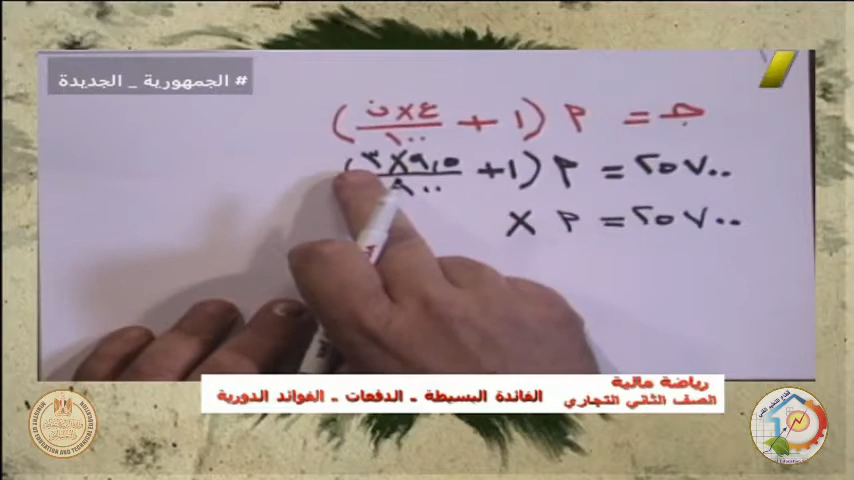 # الجمهورية _ الجديدة
جـ = م (١ + ع×ن/١٠٠)
٢٥٧٠٠ = م (١ + ٩,٥×٣/١٠٠)
٢٥٧٠٠ = م ×
رياضة مالية
الصف الثاني التجاري
الفائدة البسيطة _ الدفعات _ الفوائد الدورية